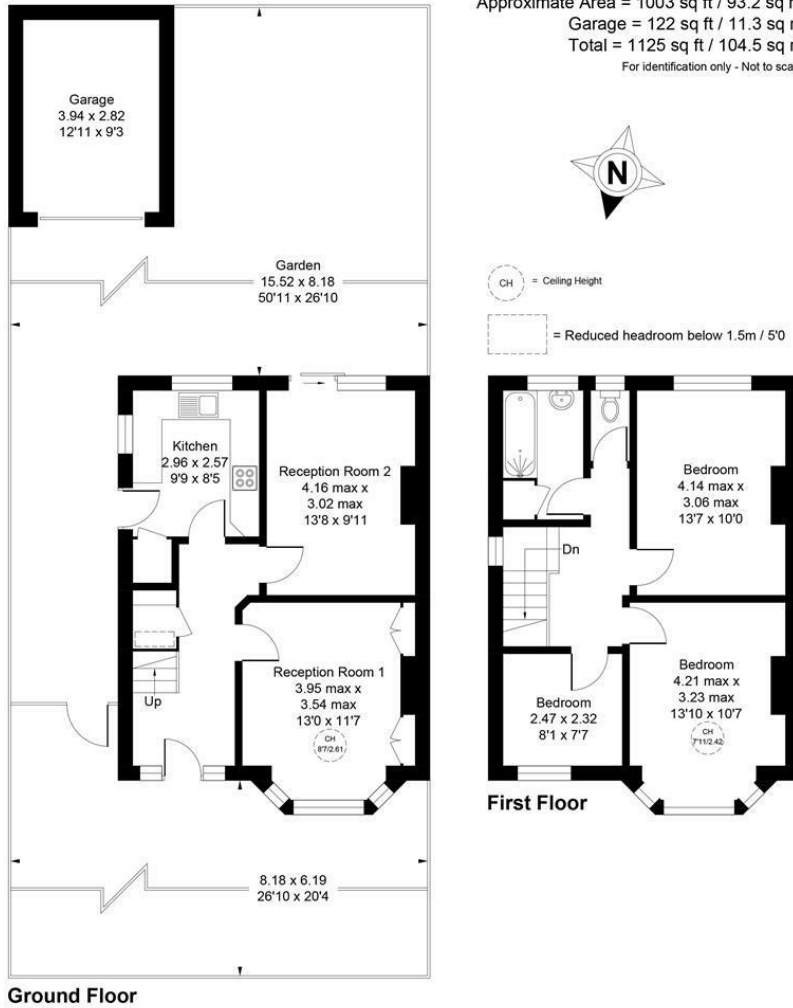 Approximate Area = 1003 sq ft / 93.2 sq m
Garage = 122 sq ft / 11.3 sq m
Total = 1125 sq ft / 104.5 sq m
For identification only - Not to sca
Garage
3.94 x 2.82
12'11 x 9'3
N
Garden
15.52 x 8.18
50'11 x 26'10
CH = Ceiling Height
= Reduced headroom below 1.5m / 5'0
Kitchen
2.96 x 2.57
9'9 x 8'5
Reception Room 2
4.16 max x
3.02 max
13'8 x 9'11
Up
Reception Room 1
3.95 max x
3.54 max
13'0 x 11'7
CH
8'7/2.61
8.18 x 6.19
26'10 x 20'4
Ground Floor
Bedroom
4.14 max x
3.06 max
13'7 x 10'0
Dn
Bedroom
2.47 x 2.32
8'1 x 7'7
Bedroom
4.21 max x
3.23 max
13'10 x 10'7
CH
7'11/2.42
First Floor